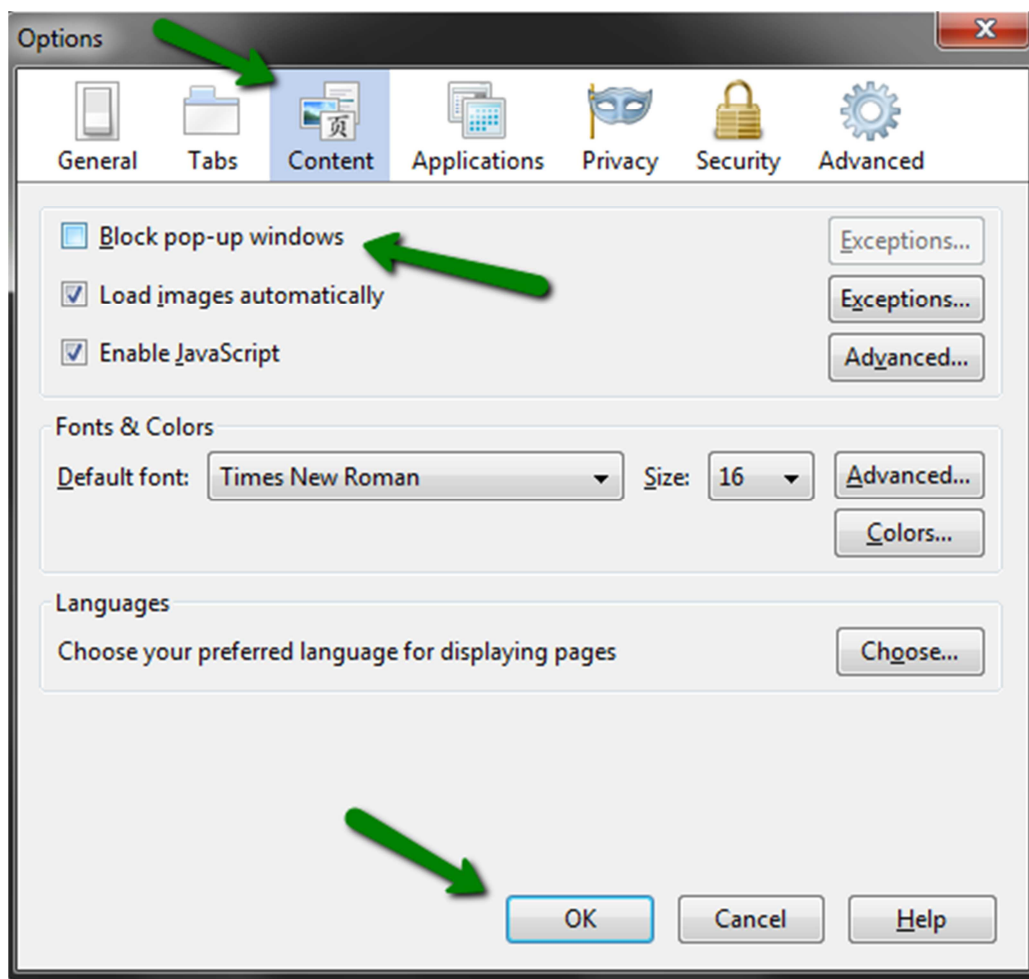 Options
页
General Tabs Content Applications Privacy Security Advanced
Block pop-up windows Exceptions...
Load images automatically Exceptions...
Enable JavaScript Advanced...
Fonts & Colors
Default font: Times New Roman Size: 16 Advanced...
Colors...
Languages
Choose your preferred language for displaying pages Choose...
OK Cancel Help